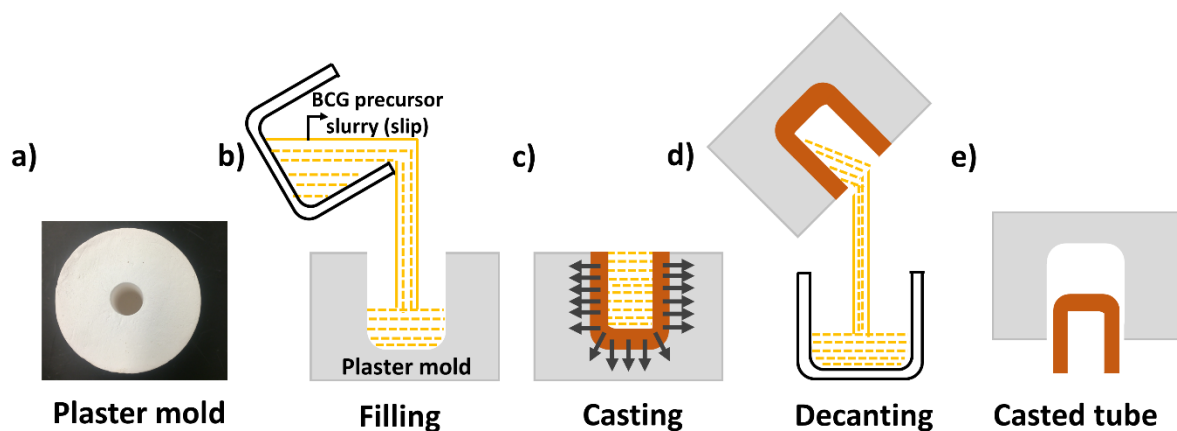 BCG precursor
slurry (slip)
a)
b)
c)
d)
e)
Plaster mold
Plaster mold
Filling
Casting
Decanting
Casted tube